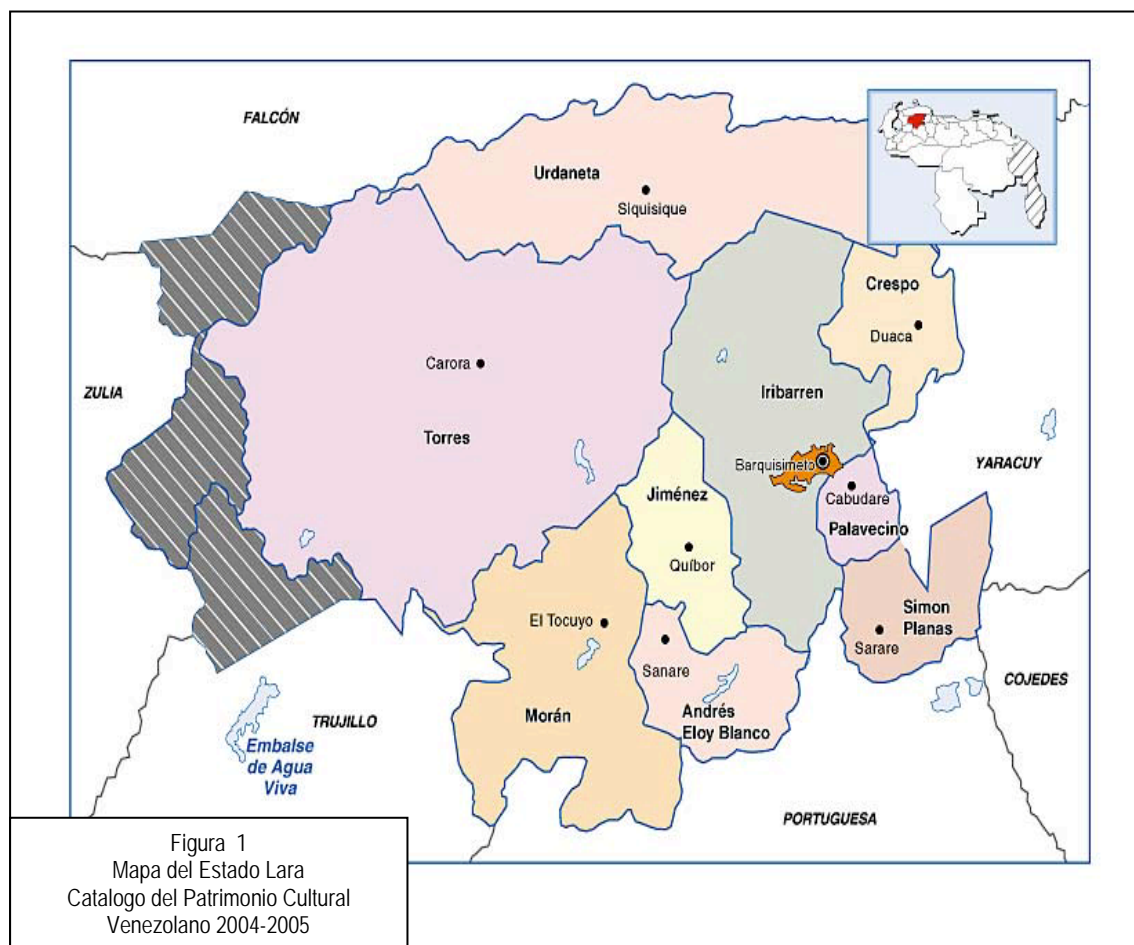 FALCÓN
Urdaneta
Siquisique
Crespo
Duaca
Carora
ZULIA
Iribarren
Torres
Barquisimeto
YARACUY
Jiménez
Cabudare
Palavecino
Quíbor
Simon
Planas
El Tocuyo
Sanare
Sarare
COJEDES
Andrés
Eloy Blanco
Morán
TRUJILLO
Embalse
de Agua
Viva
PORTUGUESA
Figura 1
Mapa del Estado Lara
Catalogo del Patrimonio Cultural
Venezolano 2004-2005